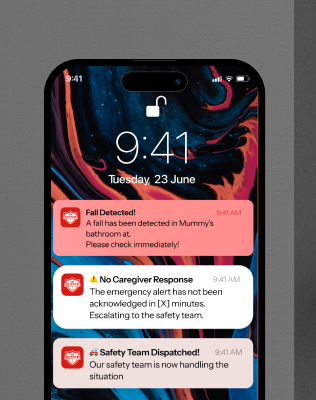 9:41
9:41
Tuesday, 23 June
Fall Detected! 9:41 AM
A fall has been detected in Mummy's
bathroom at.
Please check immediately!
⚠️ No Caregiver Response 9:41 AM
The emergency alert has not been
acknowledged in [X] minutes.
Escalating to the safety team.
🚑 Safety Team Dispatched! 9:41 AM
Our safety team is now handling the
situation